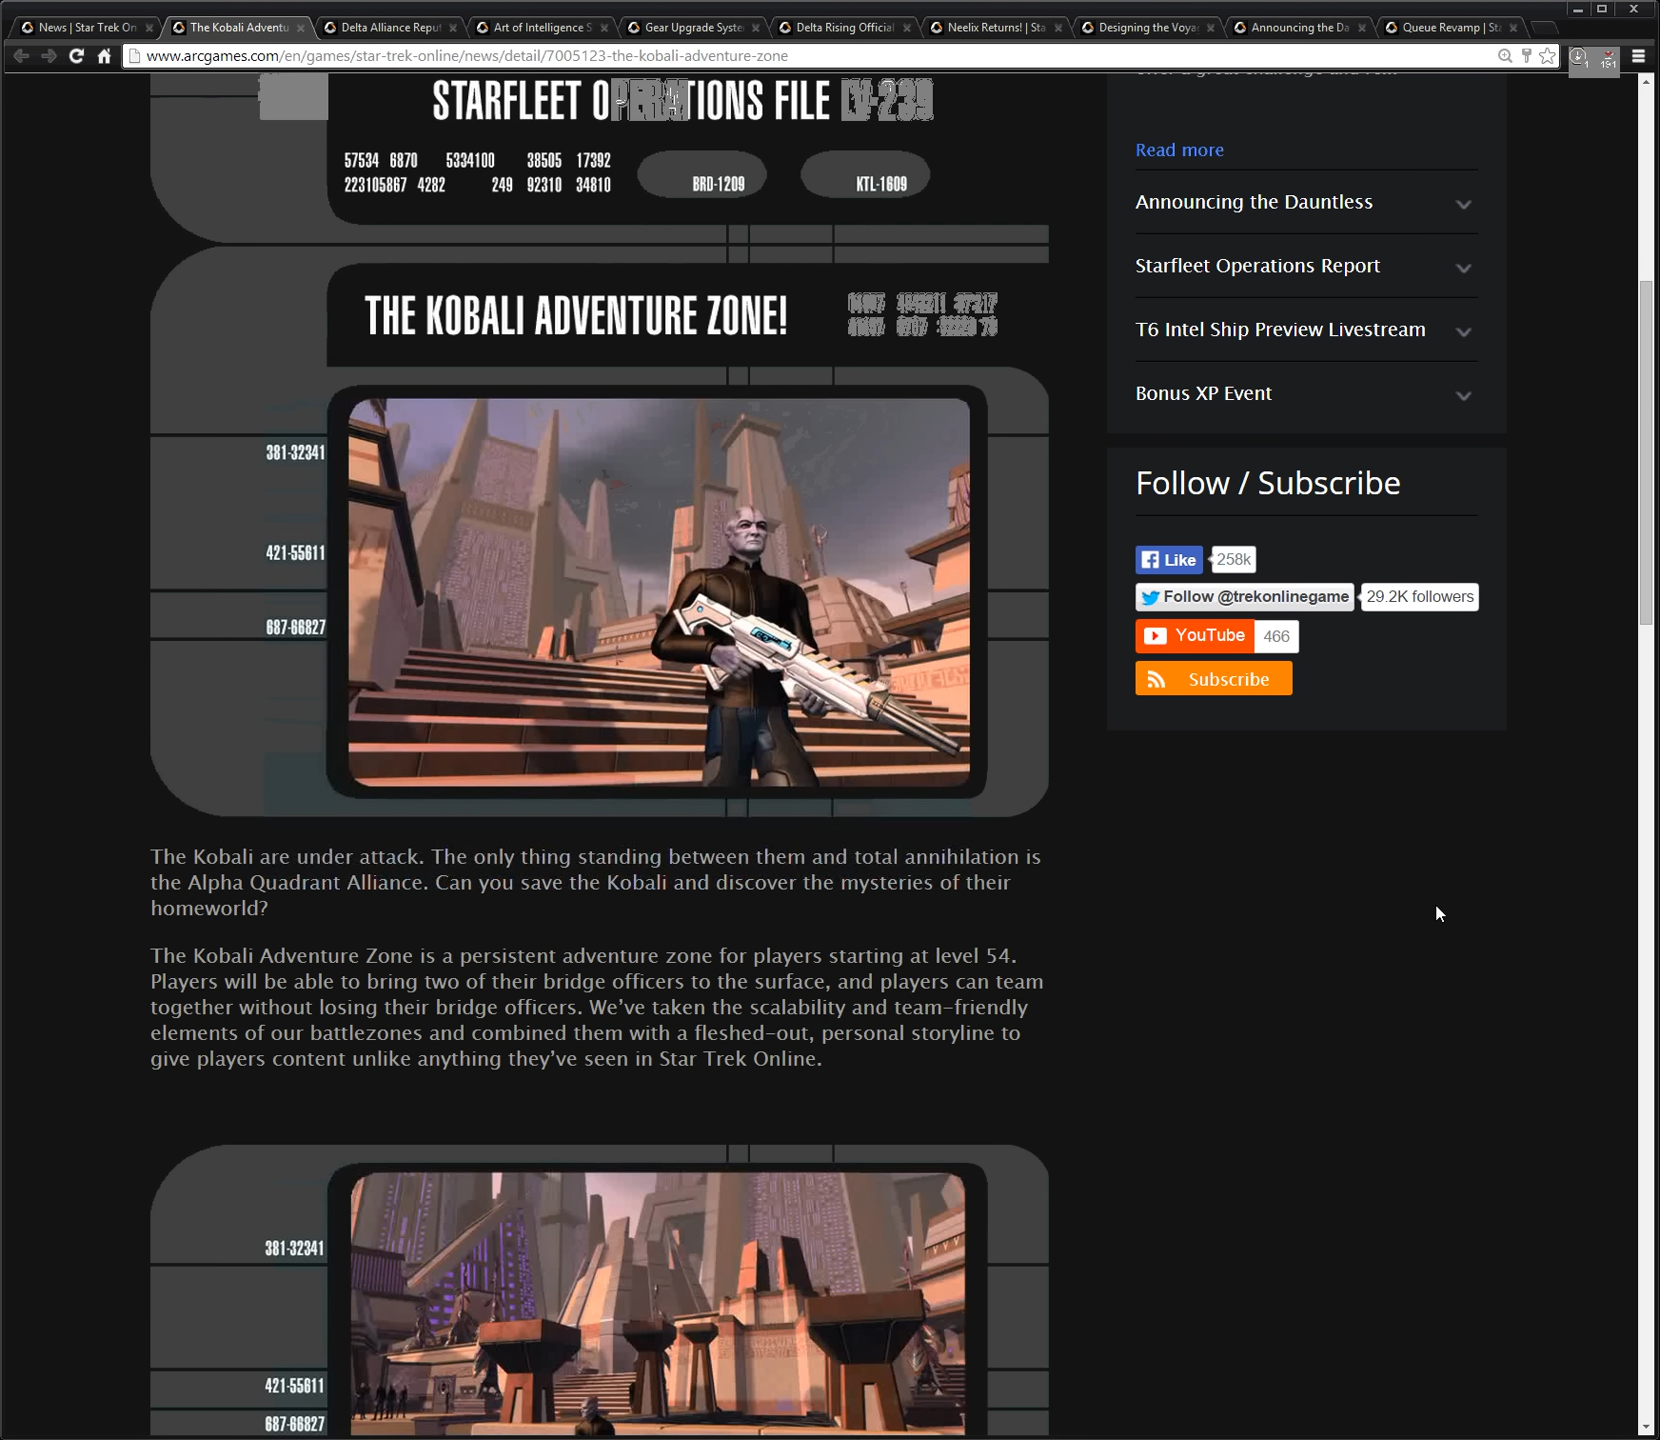 News | Star Trek On
The Kobali Adventu
Delta Alliance Reput
Art of Intelligence S
Gear Upgrade Syste
Delta Rising Official
Neelix Returns! | Sta
Designing the Voya
Announcing the Da
Queue Revamp | St
www.arcgames.com/en/games/star-trek-online/news/detail/7005123-the-kobali-adventure-zone
STARFLEET OPERATIONS FILE LV-239
57534 6870 5334100 38505 17392
223105867 4282 249 92310 34810
BRD-1209
KTL-1609
THE KOBALI ADVENTURE ZONE!
381-32341
421-55611
687-66827
The Kobali are under attack. The only thing standing between them and total annihilation is
the Alpha Quadrant Alliance. Can you save the Kobali and discover the mysteries of their
homeworld?
The Kobali Adventure Zone is a persistent adventure zone for players starting at level 54.
Players will be able to bring two of their bridge officers to the surface, and players can team
together without losing their bridge officers. We’ve taken the scalability and team-friendly
elements of our battlezones and combined them with a fleshed-out, personal storyline to
give players content unlike anything they’ve seen in Star Trek Online.
381-32341
421-55611
687-66827
Read more
Announcing the Dauntless
Starfleet Operations Report
T6 Intel Ship Preview Livestream
Bonus XP Event
Follow / Subscribe
Like 258k
Follow @trekonlinegame 29.2K followers
YouTube 466
Subscribe